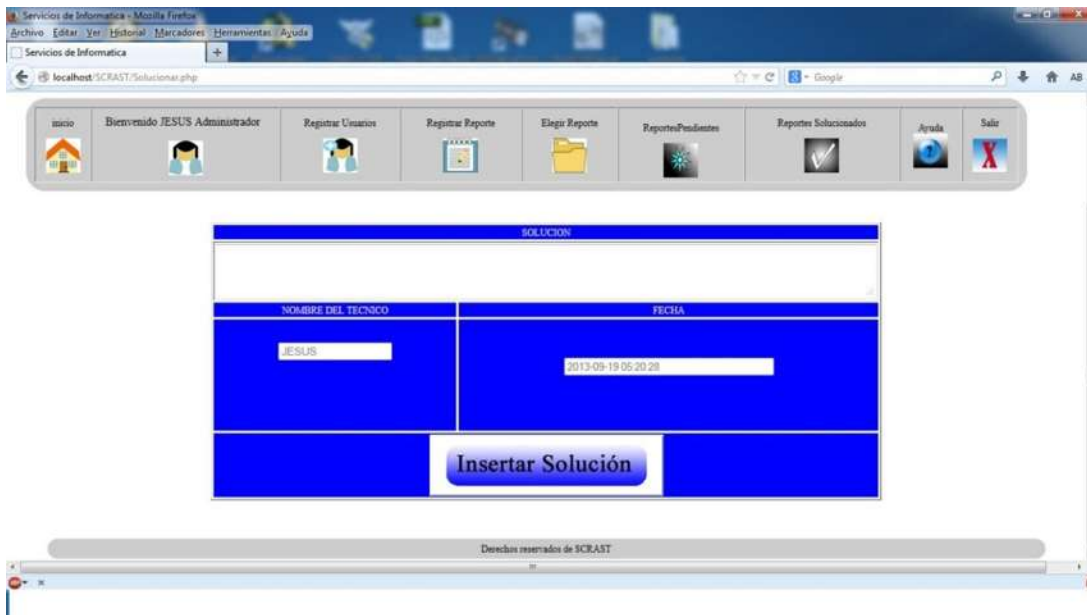 Servicios de Informatica - Mozilla Firefox
Archivo Editar Ver Historial Marcadores Herramientas Ayuda
Servicios de Informatica +
localhost/SCRAST/Solucionar.php
Google
inicio
Bienvenido JESUS Administrador
Registrar Usuarios
Registrar Reporte
Elegir Reporte
ReportesPendientes
Reportes Solucionados
Ayuda
Salir
SOLUCION
NOMBRE DEL TECNICO
FECHA
JESUS
2013-09-19 05:20:28
Insertar Solución
Derechos reservados de SCRAST